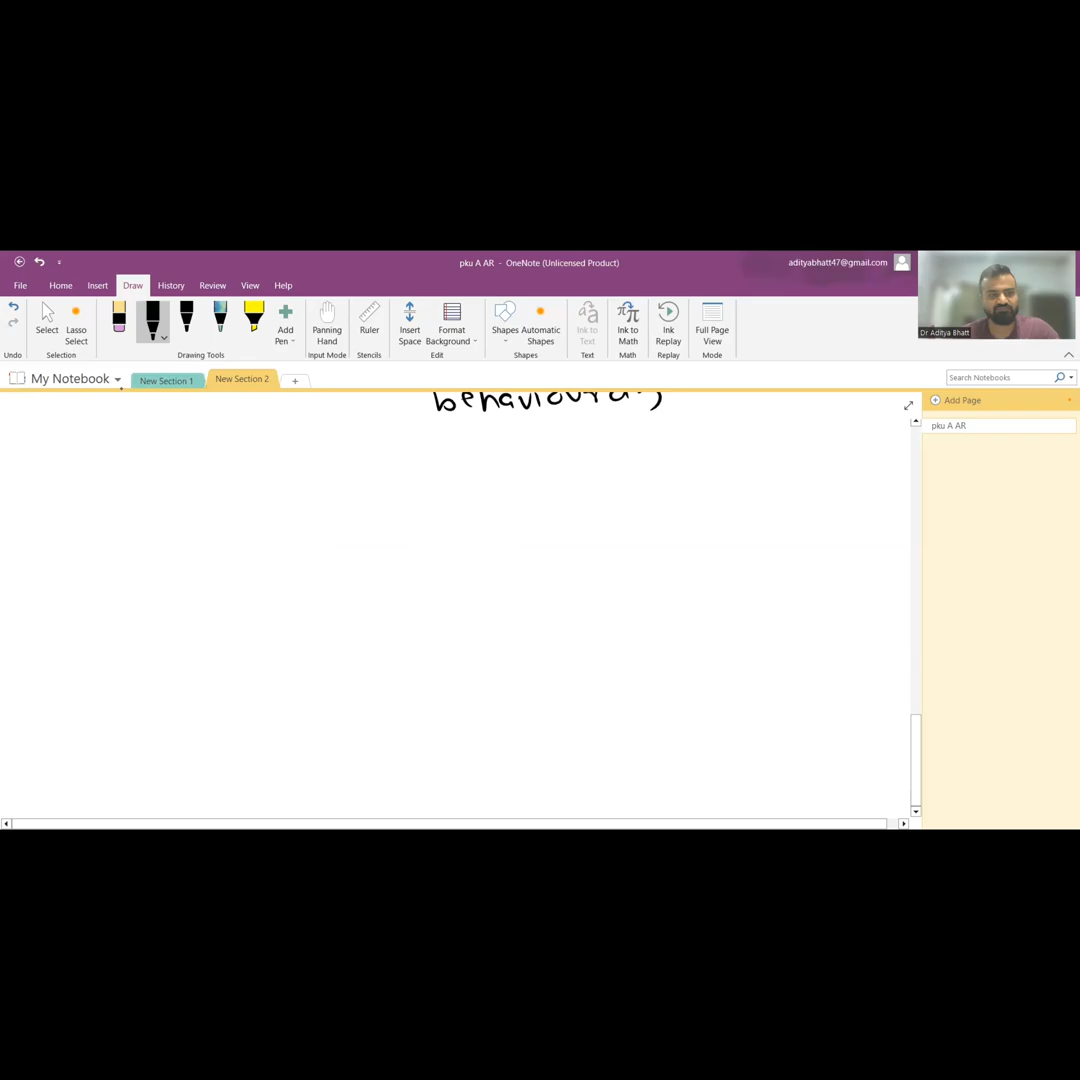 pku A AR - OneNote (Unlicensed Product)
adityabhatt47@gmail.com
File Home Insert Draw History Review View Help
Undo
Select
Lasso Select
Selection
Drawing Tools
Add Pen
Panning Hand
Input Mode
Ruler
Stencils
Insert Space
Format Background
Edit
Shapes
Automatic Shapes
Shapes
Ink to Text
Text
Ink to Math
Math
Ink Replay
Replay
Full Page View
Mode
Dr Aditya Bhatt
My Notebook
New Section 1
New Section 2
Search Notebooks
Add Page
pku A AR